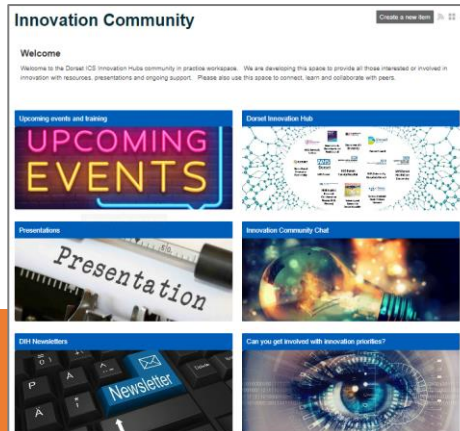 Innovation Community
Create a new item
Welcome
Welcome to the Dorset ICS Innovation Hubs community in practice workspace. We are developing this space to provide all those interested or involved in
innovation with resources, presentations and ongoing support. Please also use this space to connect, learn and collaborate with peers.
Upcoming events and training
Dorset Innovation Hub
UPCOMING
EVENTS
NHS
Presentations
Innovation Community Chat
Presentation
DIH Newsletters
Can you get involved with innovation priorities?
P
A
Newsletter
Ä